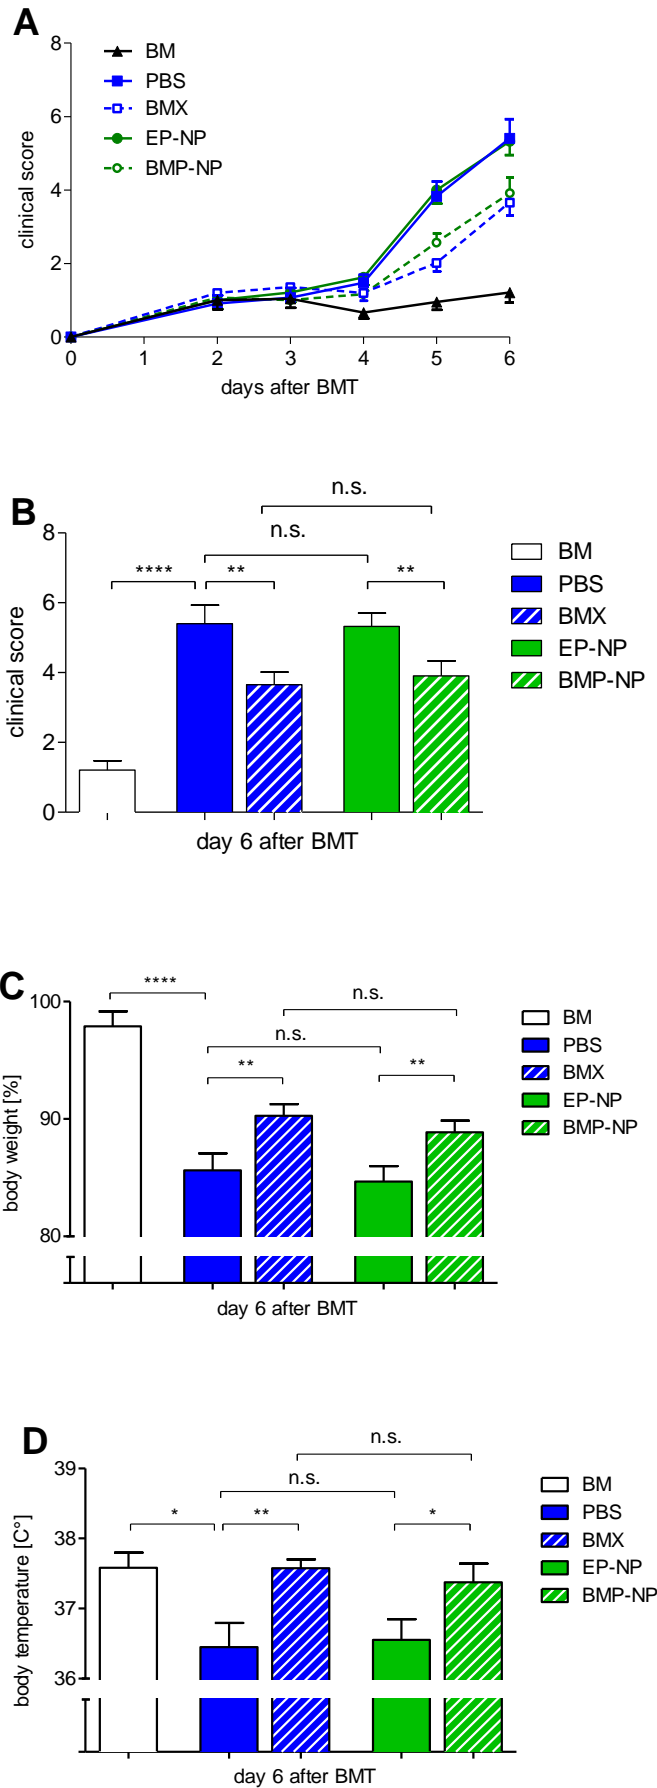 A
8
6
4
2
0
clinical score
BM
PBS
BMX
EP-NP
BMP-NP
0 1 2 3 4 5 6
days after BMT
B
n.s.
n.s.
**** ** **
8
6
4
2
0
clinical score
BM
PBS
BMX
EP-NP
BMP-NP
day 6 after BMT
C
****
n.s.
n.s.
** **
100
90
80
body weight [%]
BM
PBS
BMX
EP-NP
BMP-NP
day 6 after BMT
D
n.s.
n.s.
* ** *
39
38
37
36
body temperature [C°]
BM
PBS
BMX
EP-NP
BMP-NP
day 6 after BMT